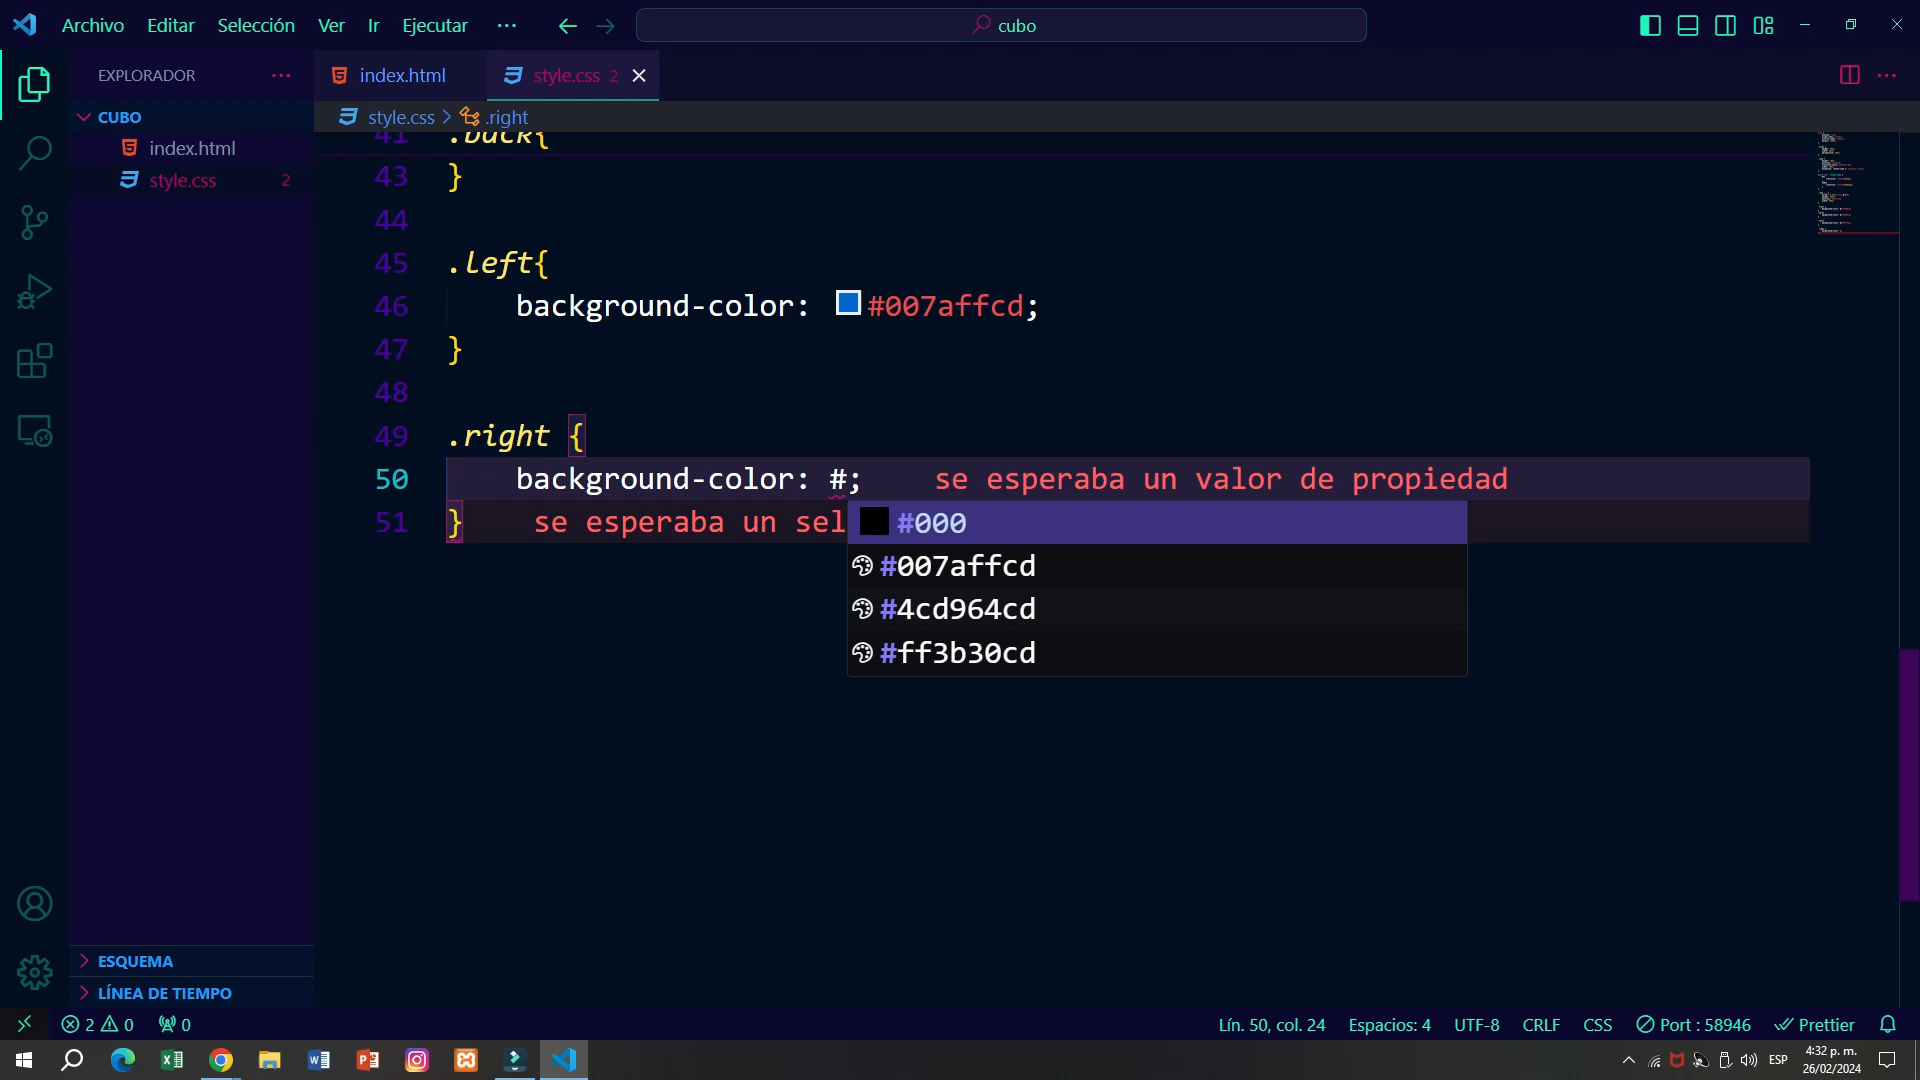 Archivo Editar Selección Ver Ir Ejecutar ··· cubo
EXPLORADOR ···
index.html
style.css 2
CUBO
index.html
style.css 2
style.css > .right
41 .back{
43 }
44
45 .left{
46 background-color: #007affcd;
47 }
48
49 .right {
50 background-color: #; se esperaba un valor de propiedad
51 } se esperaba un sel
#000
#007affcd
#4cd964cd
#ff3b30cd
ESQUEMA
LÍNEA DE TIEMPO
2 0 0
Lín. 50, col. 24 Espacios: 4 UTF-8 CRLF CSS Port : 58946 Prettier
ESP
4:32 p. m.
26/02/2024